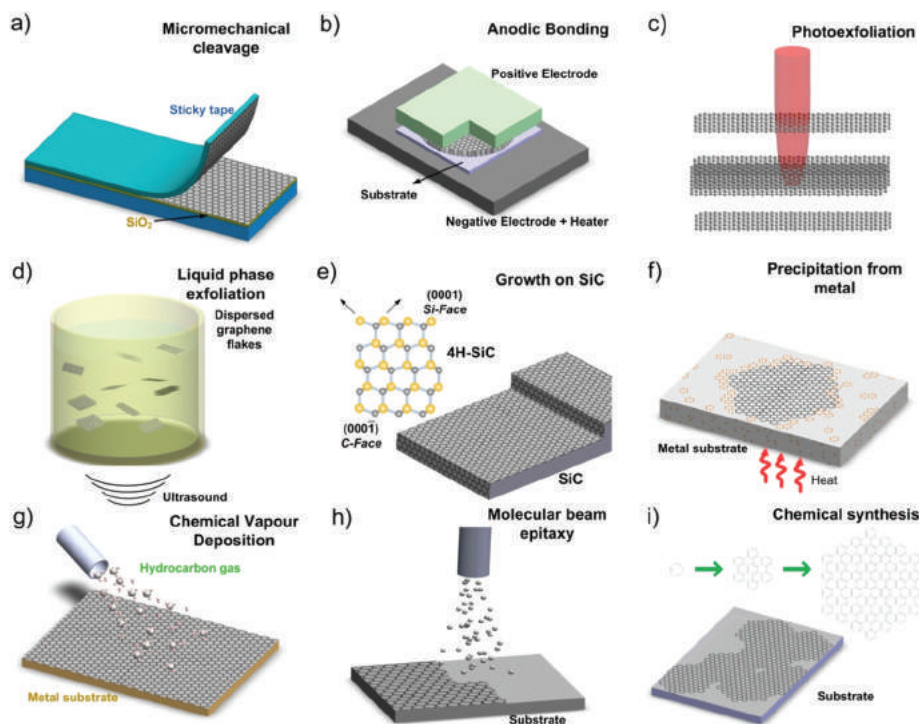 a)
Micromechanical
cleavage
Sticky tape
SiO₂
b)
Anodic Bonding
Positive Electrode
Substrate
Negative Electrode + Heater
c)
Photoexfoliation
d)
Liquid phase
exfoliation
Dispersed
graphene
flakes
Ultrasound
e)
Growth on SiC
(0001)
Si-Face
4H-SiC
(0001̅)
C-Face
SiC
f)
Precipitation from
metal
Metal substrate
Heat
g)
Chemical Vapour
Deposition
Hydrocarbon gas
Metal substrate
h)
Molecular beam
epitaxy
Substrate
i)
Chemical synthesis
Substrate